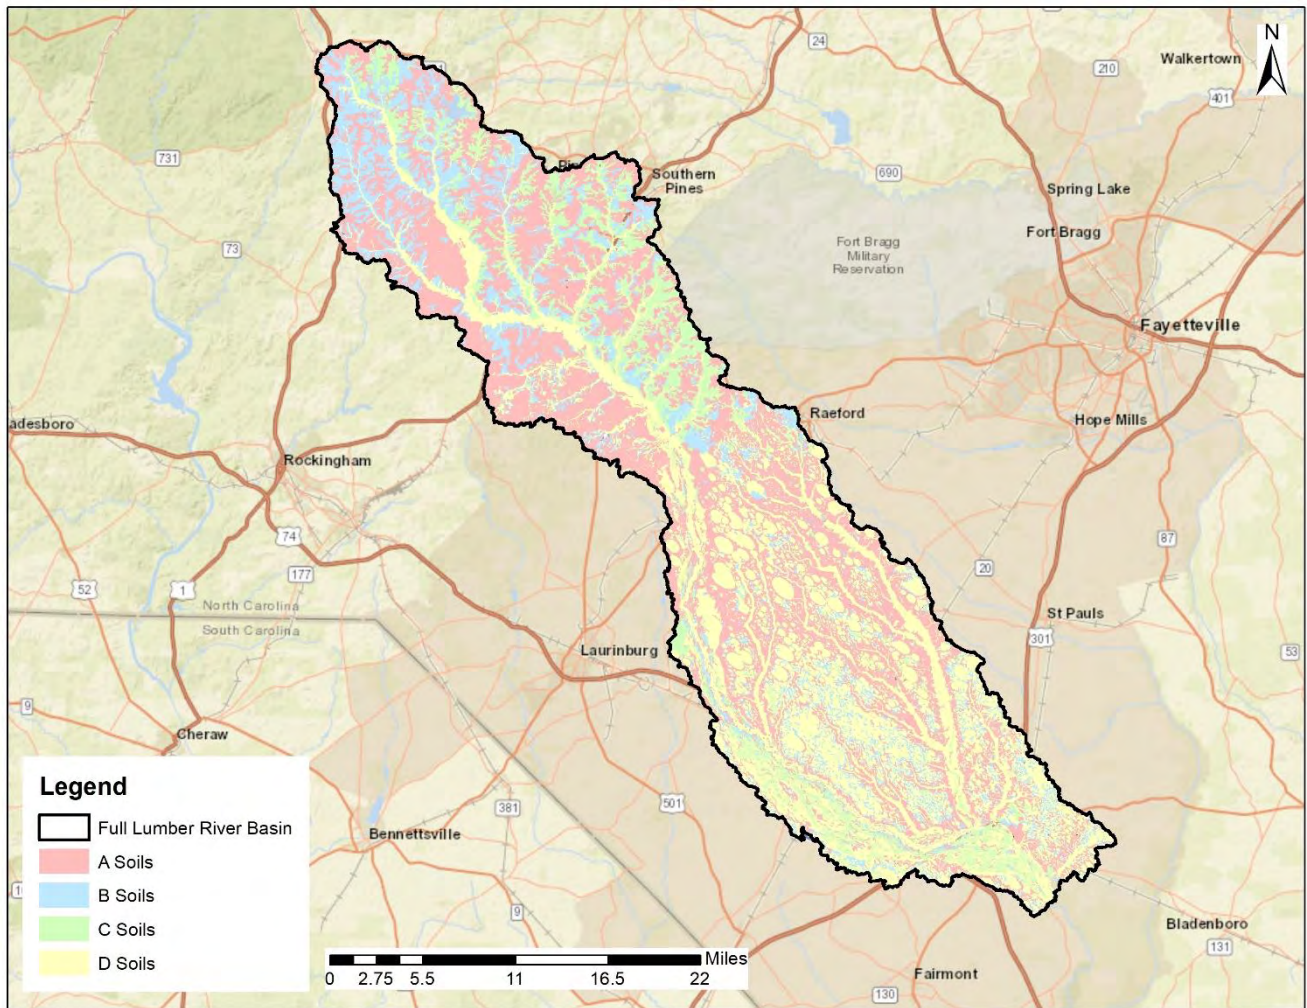 N
24
Walkertown
210
401
731
Southern
Pines
690
Spring Lake
Fort Bragg
73
Fort Bragg
Military
Reservation
Fayetteville
Raeford
Hope Mills
adesboro
Rockingham
74
87
177
20
52
1
North Carolina
South Carolina
St Pauls
301
Laurinburg
53
9
Cheraw
Legend
Full Lumber River Basin
A Soils
B Soils
C Soils
D Soils
381
501
Bennettsville
9
Bladenboro
131
Miles
0 2.75 5.5 11 16.5 22
Fairmont
130